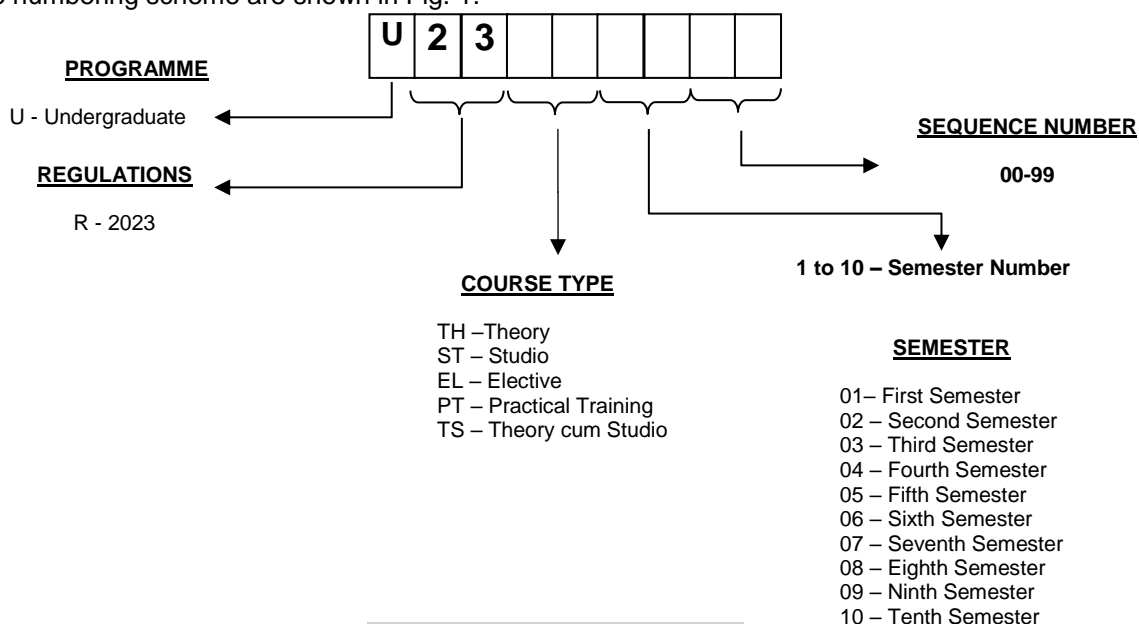 numbering scheme are shown in Fig. 1.
U 2 3
PROGRAMME
U - Undergraduate
REGULATIONS
R - 2023
SEQUENCE NUMBER
00-99
1 to 10 – Semester Number
COURSE TYPE
TH –Theory
ST – Studio
EL – Elective
PT – Practical Training
TS – Theory cum Studio
SEMESTER
01– First Semester
02 – Second Semester
03 – Third Semester
04 – Fourth Semester
05 – Fifth Semester
06 – Sixth Semester
07 – Seventh Semester
08 – Eighth Semester
09 – Ninth Semester
10 – Tenth Semester